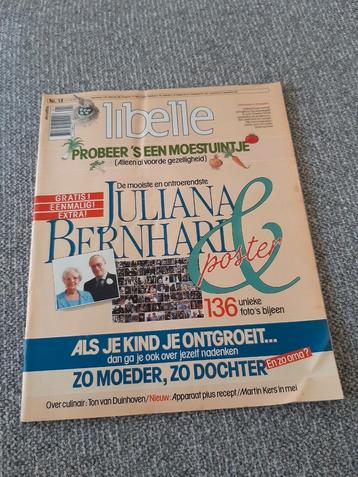 Nr. 18
libelle
PROBEER 'S EEN MOESTUINTJE
(Alleen al voor de gezelligheid)
GRATIS!
EENMALIG!
EXTRA!
De mooiste en ontroerendste
JULIANA
BERNHARD
&
poster
136 unieke
foto's bijeen
ALS JE KIND JE ONTGROEIT...
dan ga je ook over jezelf nadenken
ZO MOEDER, ZO DOCHTER
En zo oma?
Over culinair: Ton van Duinhoven/Nieuw: Apparaat plus recept/Martin Kers in mei